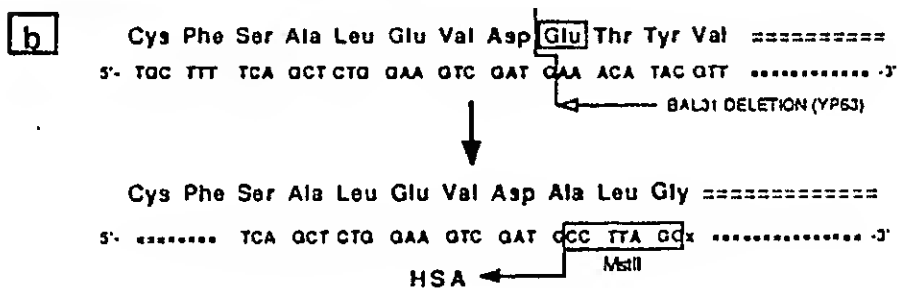 b
Cys Phe Ser Ala Leu Glu Val Asp Glu Thr Tyr Val ==========
5'- TGC TTT TCA GCT CTG GAA GTC GAT GAA ACA TAC GTT ............. -3'
BAL31 DELETION (YP63)
Cys Phe Ser Ala Leu Glu Val Asp Ala Leu Gly =============
5'- ........ TCA GCT CTG GAA GTC GAT GCC TTA GGx ................ -3'
MstII
HSA